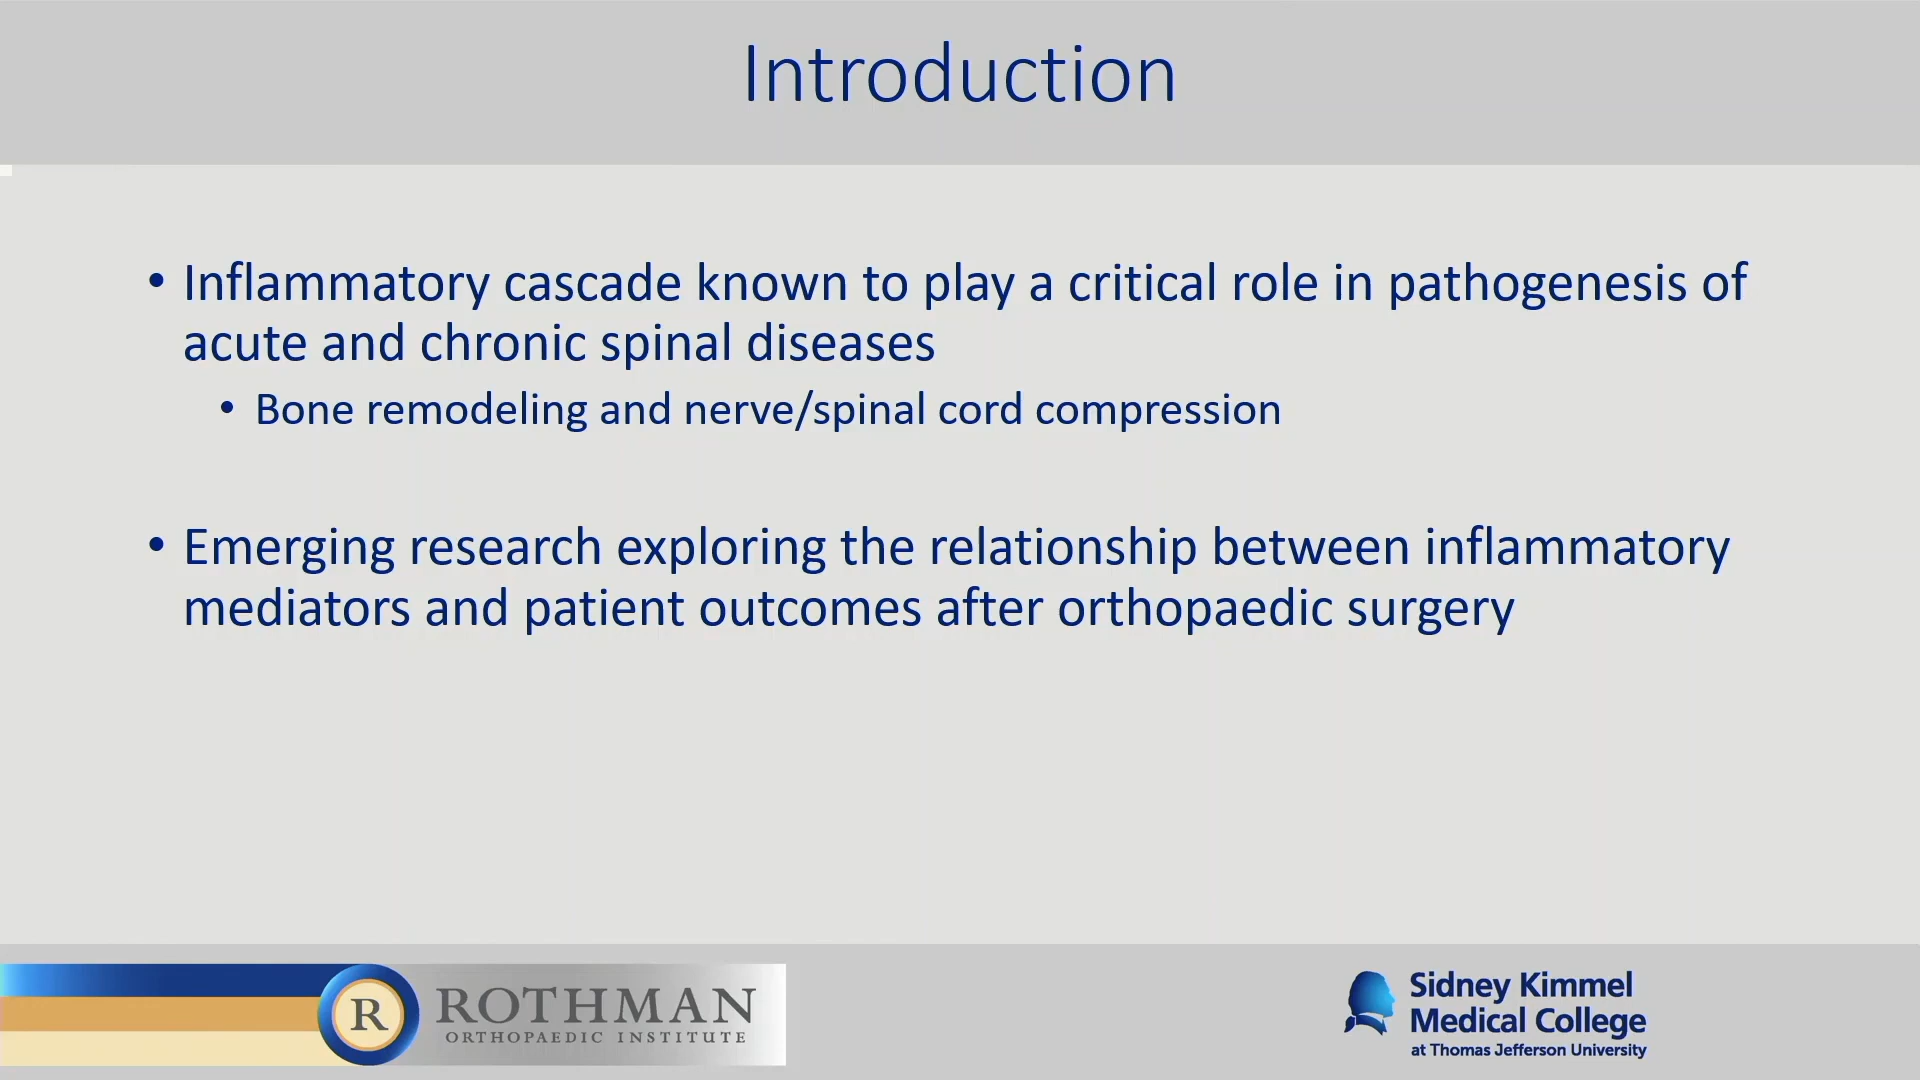 Introduction
• Inflammatory cascade known to play a critical role in pathogenesis of
acute and chronic spinal diseases
• Bone remodeling and nerve/spinal cord compression
• Emerging research exploring the relationship between inflammatory
mediators and patient outcomes after orthopaedic surgery
R
ROTHMAN
ORTHOPAEDIC INSTITUTE
Sidney Kimmel
Medical College
at Thomas Jefferson University